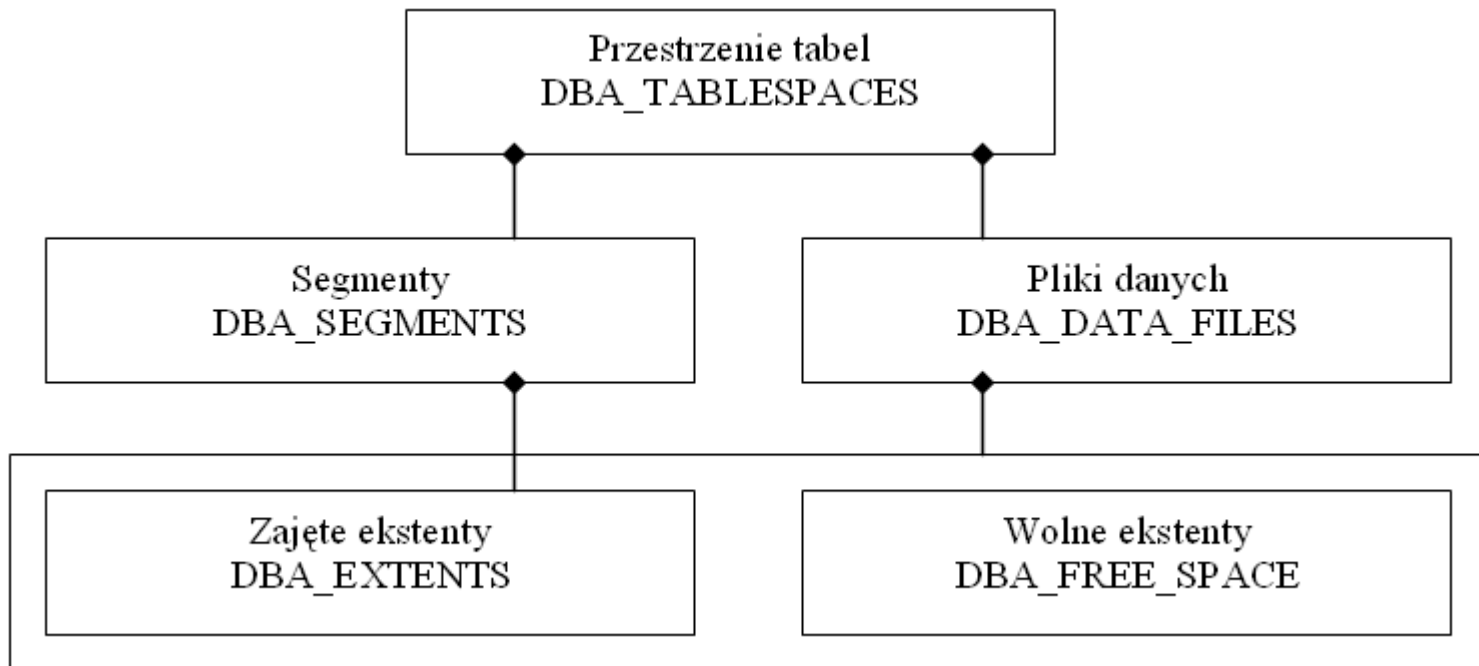 Przestrzenie tabel
DBA_TABLESPACES
Segmenty
DBA_SEGMENTS
Pliki danych
DBA_DATA_FILES
Zajęte ekstenty
DBA_EXTENTS
Wolne ekstenty
DBA_FREE_SPACE